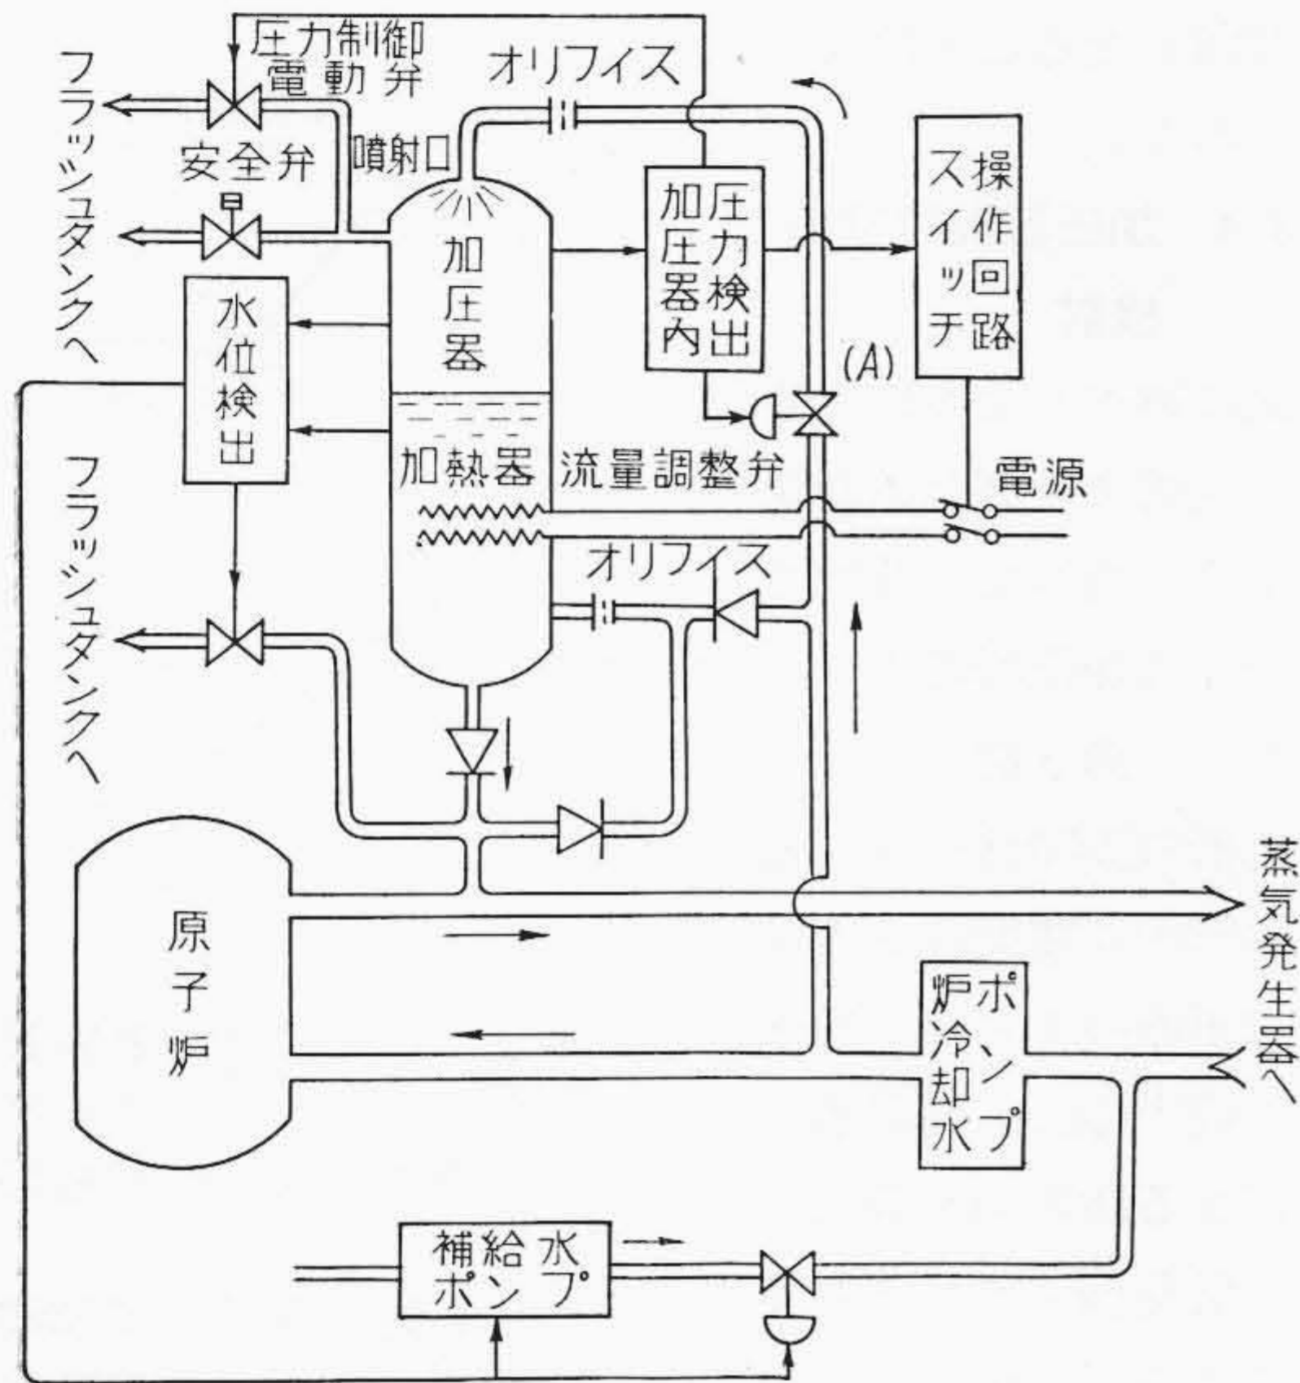 圧力制御
電動弁
オリフイス
フラッシュタンクへ
安全弁
噴射口
加圧器
加圧器内
圧力検出
操作回路
スイッチ
水位検出
(A)
加熱器
流量調整弁
電源
オリフイス
フラッシュタンクへ
原子炉
蒸気発生器へ
炉冷却水
ポンプ
補給水
ポンプ